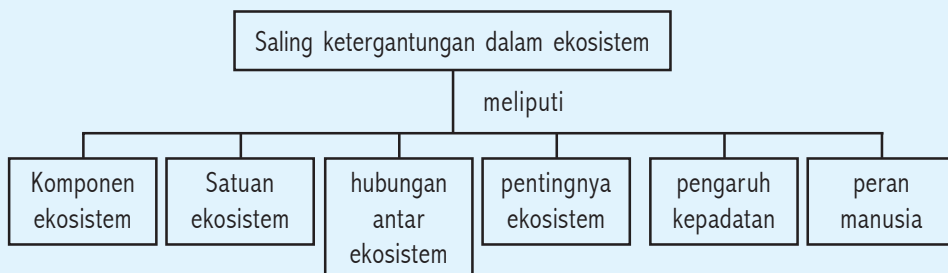 Saling ketergantungan dalam ekosistem
meliputi
Komponen
ekosistem
Satuan
ekosistem
hubungan
antar
ekosistem
pentingnya
ekosistem
pengaruh
kepadatan
peran
manusia